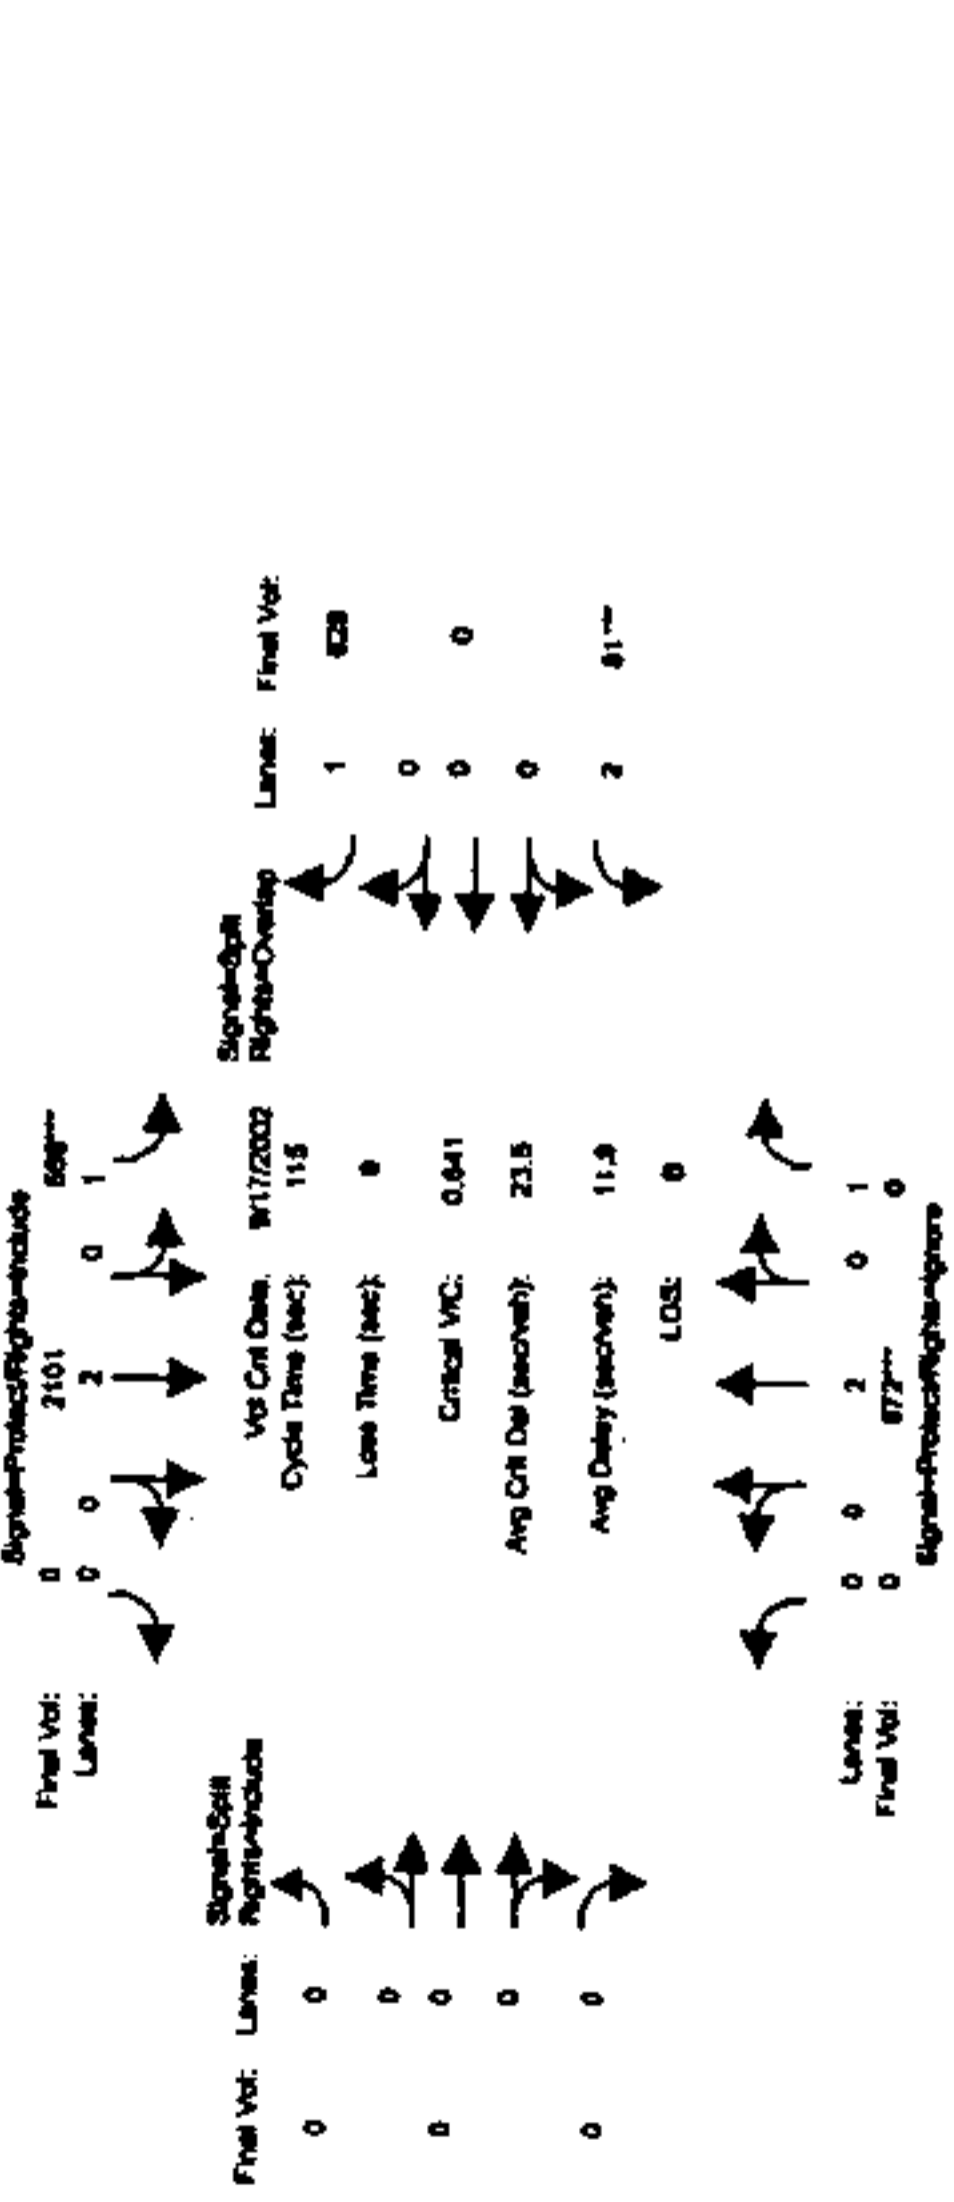 Signal=Protect/Rights=Include
Final Vol: 0 2101
Lanes: 0 0 2 0 1
Signal=Split Signal=Split
Final Vol: Lanes: Rights=Include Vol Cnt Date: 9/17/2002 Rights=Overlap Lanes: Final Vol:
Cycle Time (sec): 115
0 0 1
0 Loss Time (sec): 0
0 0 Critical V/C: 0.641 0 0
0 Avg Crit Del (sec/veh): 23.5 0
0 0 Avg Delay (sec/veh): 11.9 2
LOS:
Lanes: 0 0 2 0 1
Final Vol: 0 0
Signal=Protect/Rights=Ignore